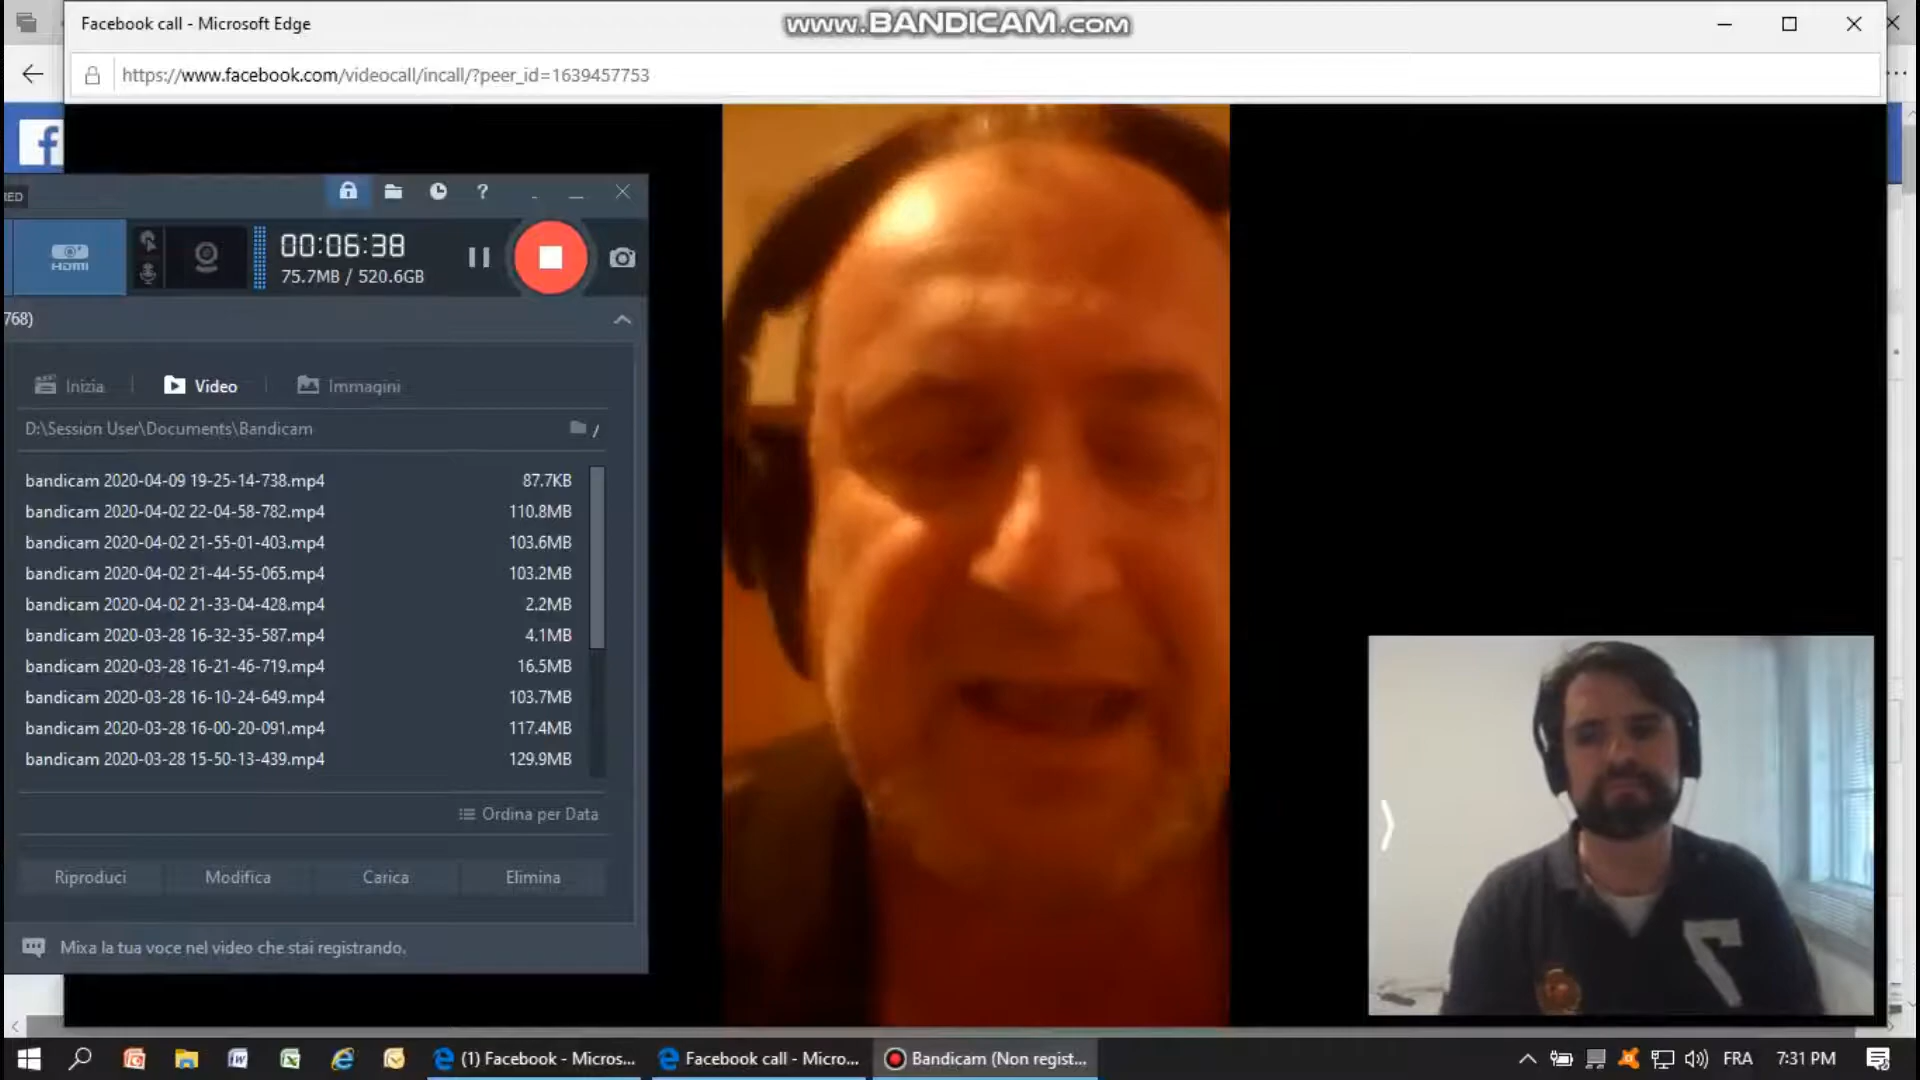 Facebook call - Microsoft Edge
www.BANDICAM.com
https://www.facebook.com/videocall/incall/?peer_id=1639457753
f
RED
HDMI
00:06:38
75.7MB / 520.6GB
768)
Inizia
Video
Immagini
D:\Session User\Documents\Bandicam
/
bandicam 2020-04-09 19-25-14-738.mp4 87.7KB
bandicam 2020-04-02 22-04-58-782.mp4 110.8MB
bandicam 2020-04-02 21-55-01-403.mp4 103.6MB
bandicam 2020-04-02 21-44-55-065.mp4 103.2MB
bandicam 2020-04-02 21-33-04-428.mp4 2.2MB
bandicam 2020-03-28 16-32-35-587.mp4 4.1MB
bandicam 2020-03-28 16-21-46-719.mp4 16.5MB
bandicam 2020-03-28 16-10-24-649.mp4 103.7MB
bandicam 2020-03-28 16-00-20-091.mp4 117.4MB
bandicam 2020-03-28 15-50-13-439.mp4 129.9MB
Ordina per Data
Riproduci
Modifica
Carica
Elimina
Mixa la tua voce nel video che stai registrando.
7
(1) Facebook - Micros...
Facebook call - Micro...
Bandicam (Non regist...
FRA
7:31 PM